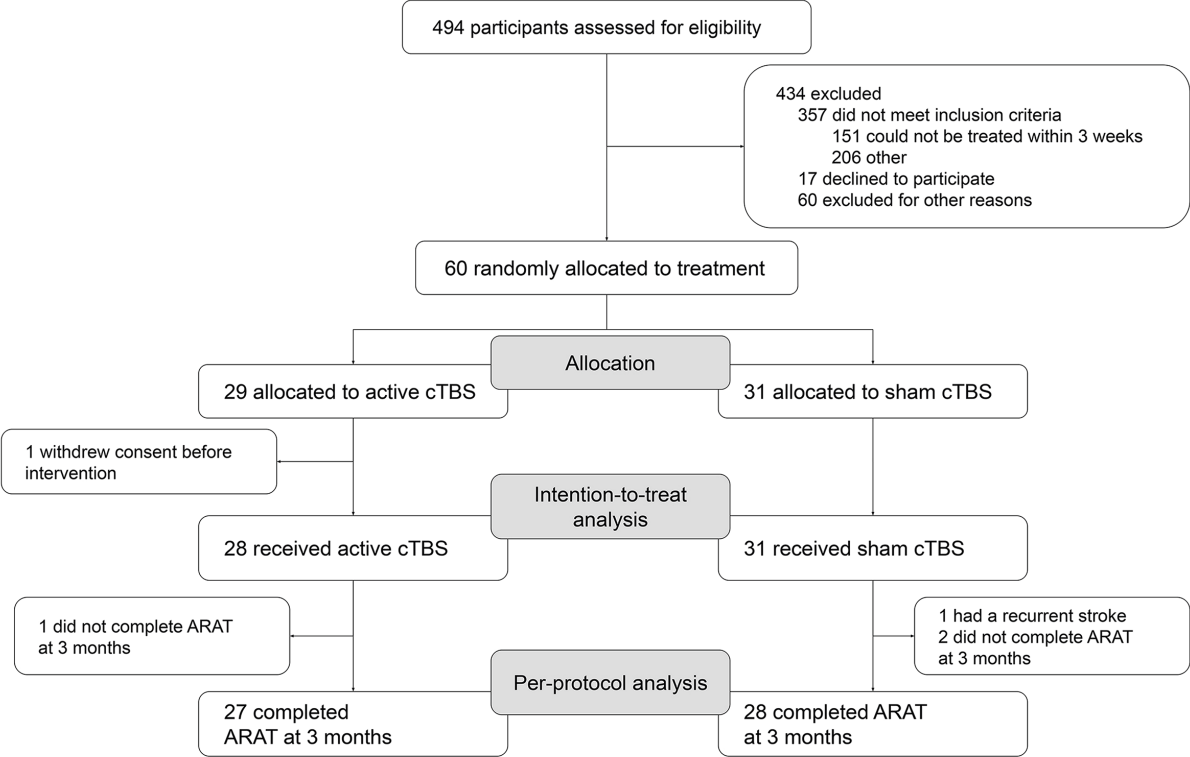 494 participants assessed for eligibility
434 excluded
357 did not meet inclusion criteria
151 could not be treated within 3 weeks
206 other
17 declined to participate
60 excluded for other reasons
60 randomly allocated to treatment
Allocation
29 allocated to active cTBS
31 allocated to sham cTBS
1 withdrew consent before
intervention
Intention-to-treat
analysis
28 received active cTBS
31 received sham cTBS
1 did not complete ARAT
at 3 months
1 had a recurrent stroke
2 did not complete ARAT
at 3 months
Per-protocol analysis
27 completed
ARAT at 3 months
28 completed ARAT
at 3 months